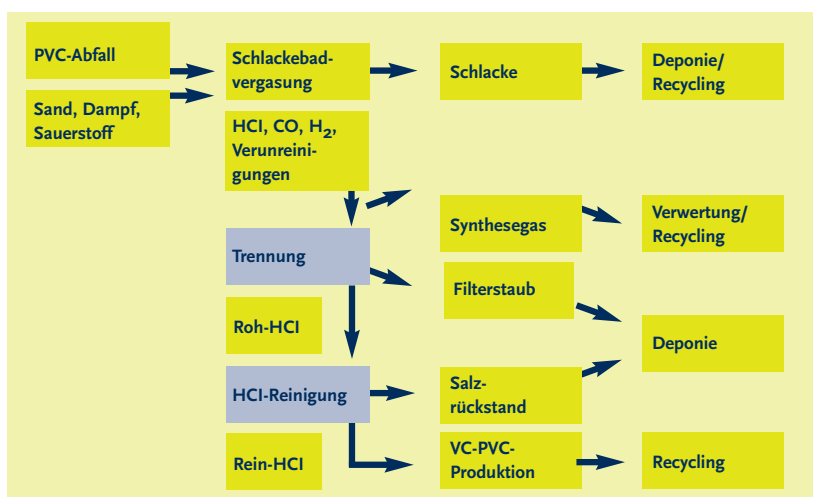 PVC-Abfall
Sand, Dampf,
Sauerstoff
Schlackebad-
vergasung
Schlacke
Deponie/
Recycling
HCl, CO, H₂,
Verunreini-
gungen
Synthesegas
Verwertung/
Recycling
Trennung
Filterstaub
Roh-HCl
Deponie
HCl-Reinigung
Salz-
rückstand
Rein-HCl
VC-PVC-
Produktion
Recycling